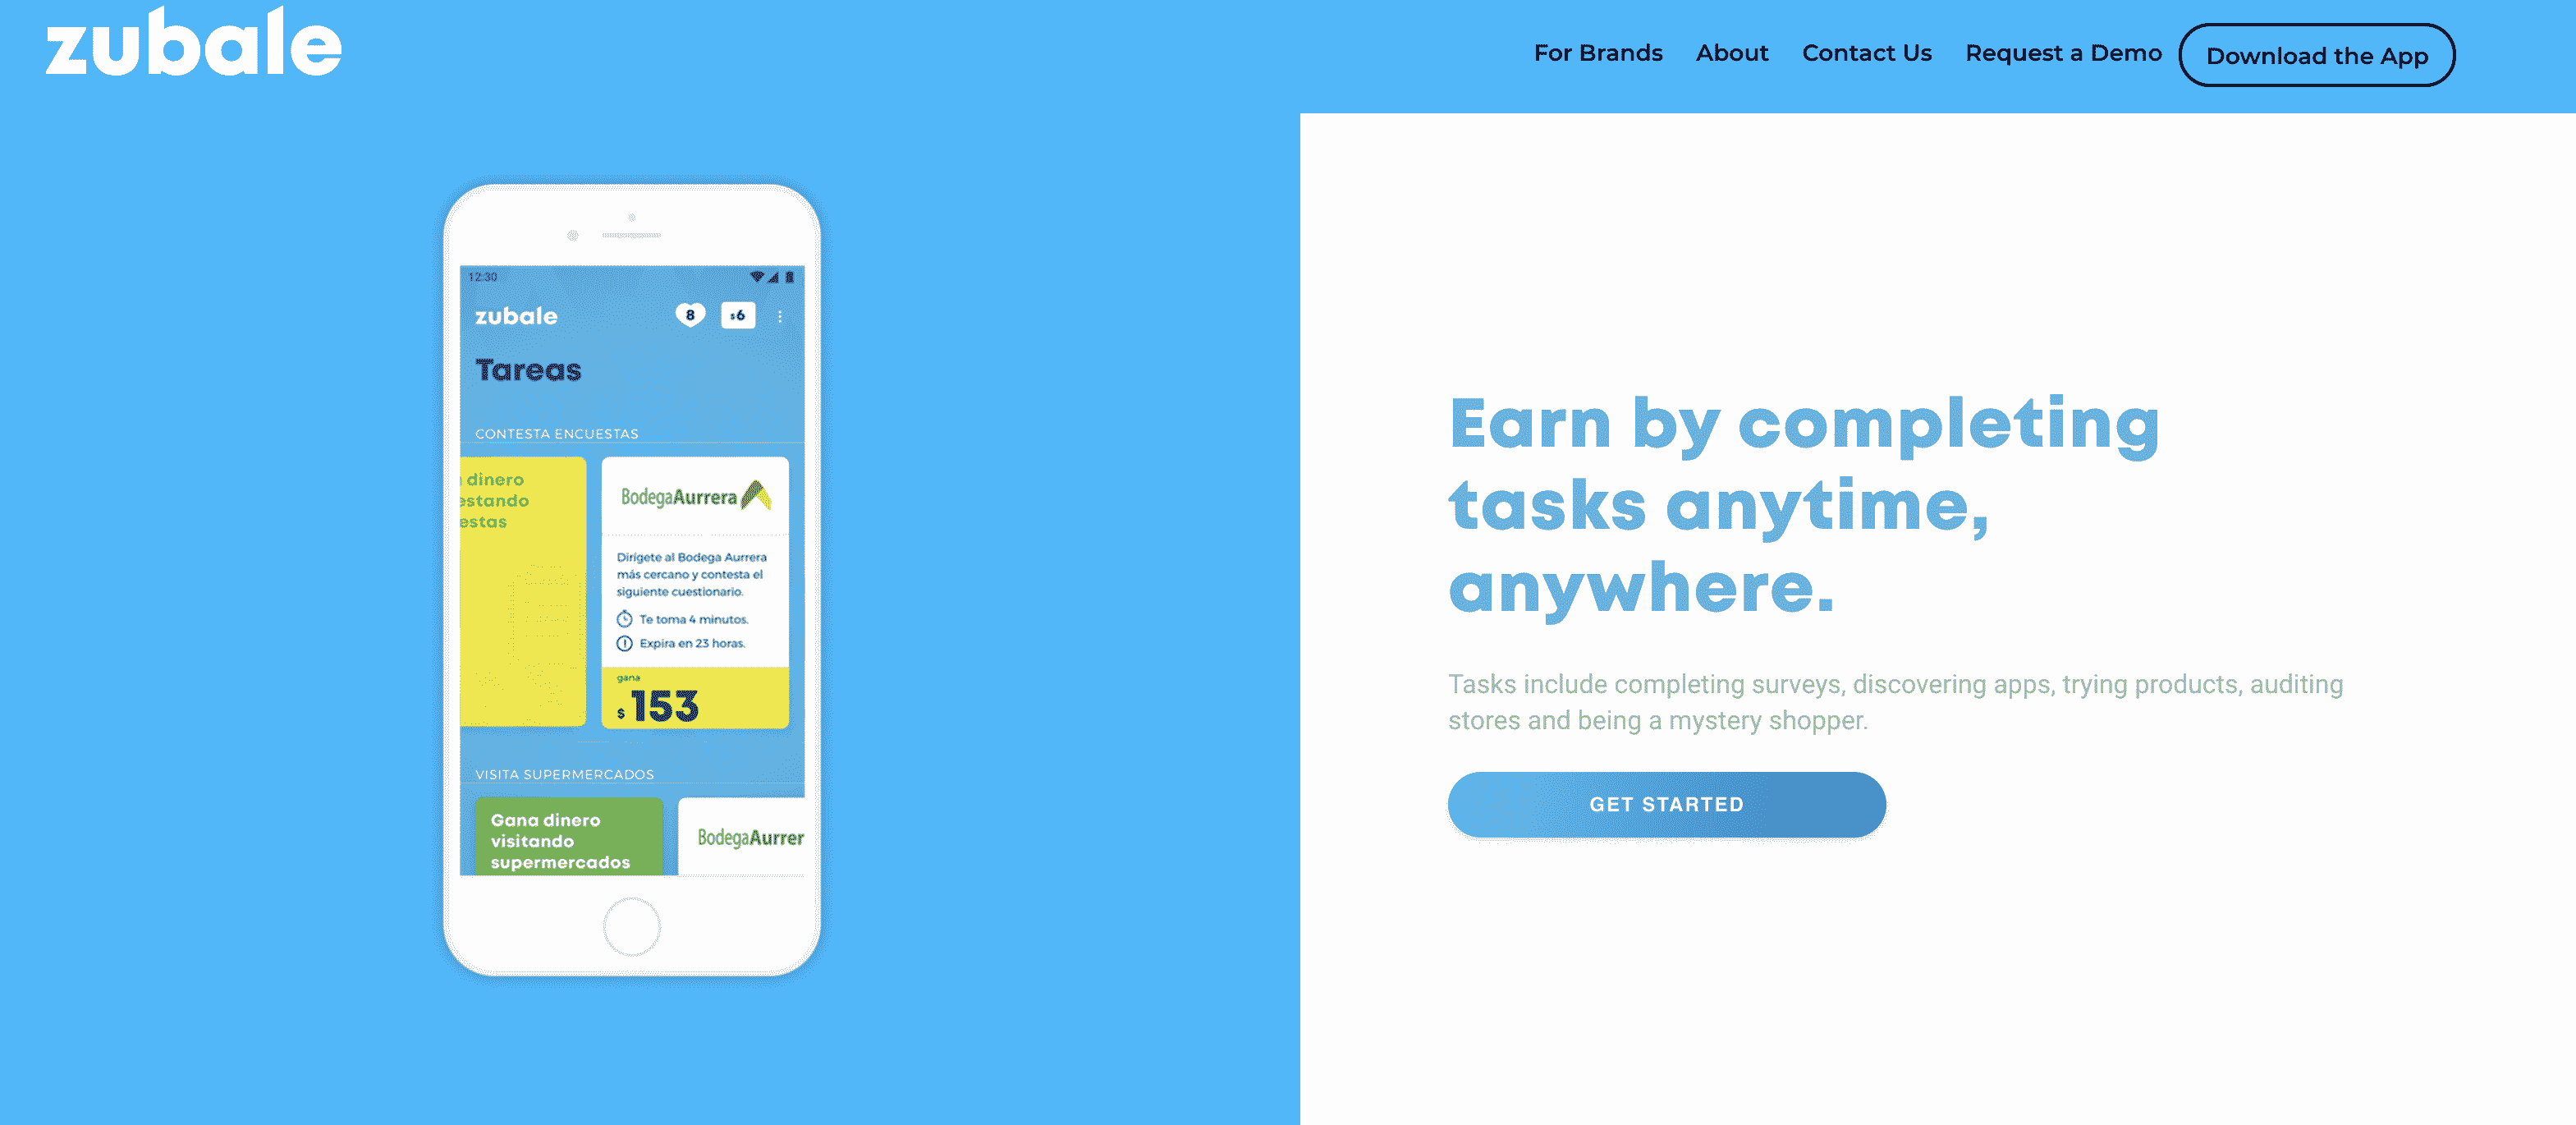 zubale
For Brands
About
Contact Us
Request a Demo
Download the App
12:30
zubale
8
$6
Tareas
CONTESTA ENCUESTAS
dinero
estando
estas
BodegaAurrera
Dirígete al Bodega Aurrera
más cercano y contesta el
siguiente cuestionario.
Te toma 4 minutos.
Expira en 23 horas.
gana
$ 153
VISITA SUPERMERCADOS
Gana dinero
visitando
supermercados
BodegaAurrer
Earn by completing
tasks anytime,
anywhere.
Tasks include completing surveys, discovering apps, trying products, auditing
stores and being a mystery shopper.
GET STARTED